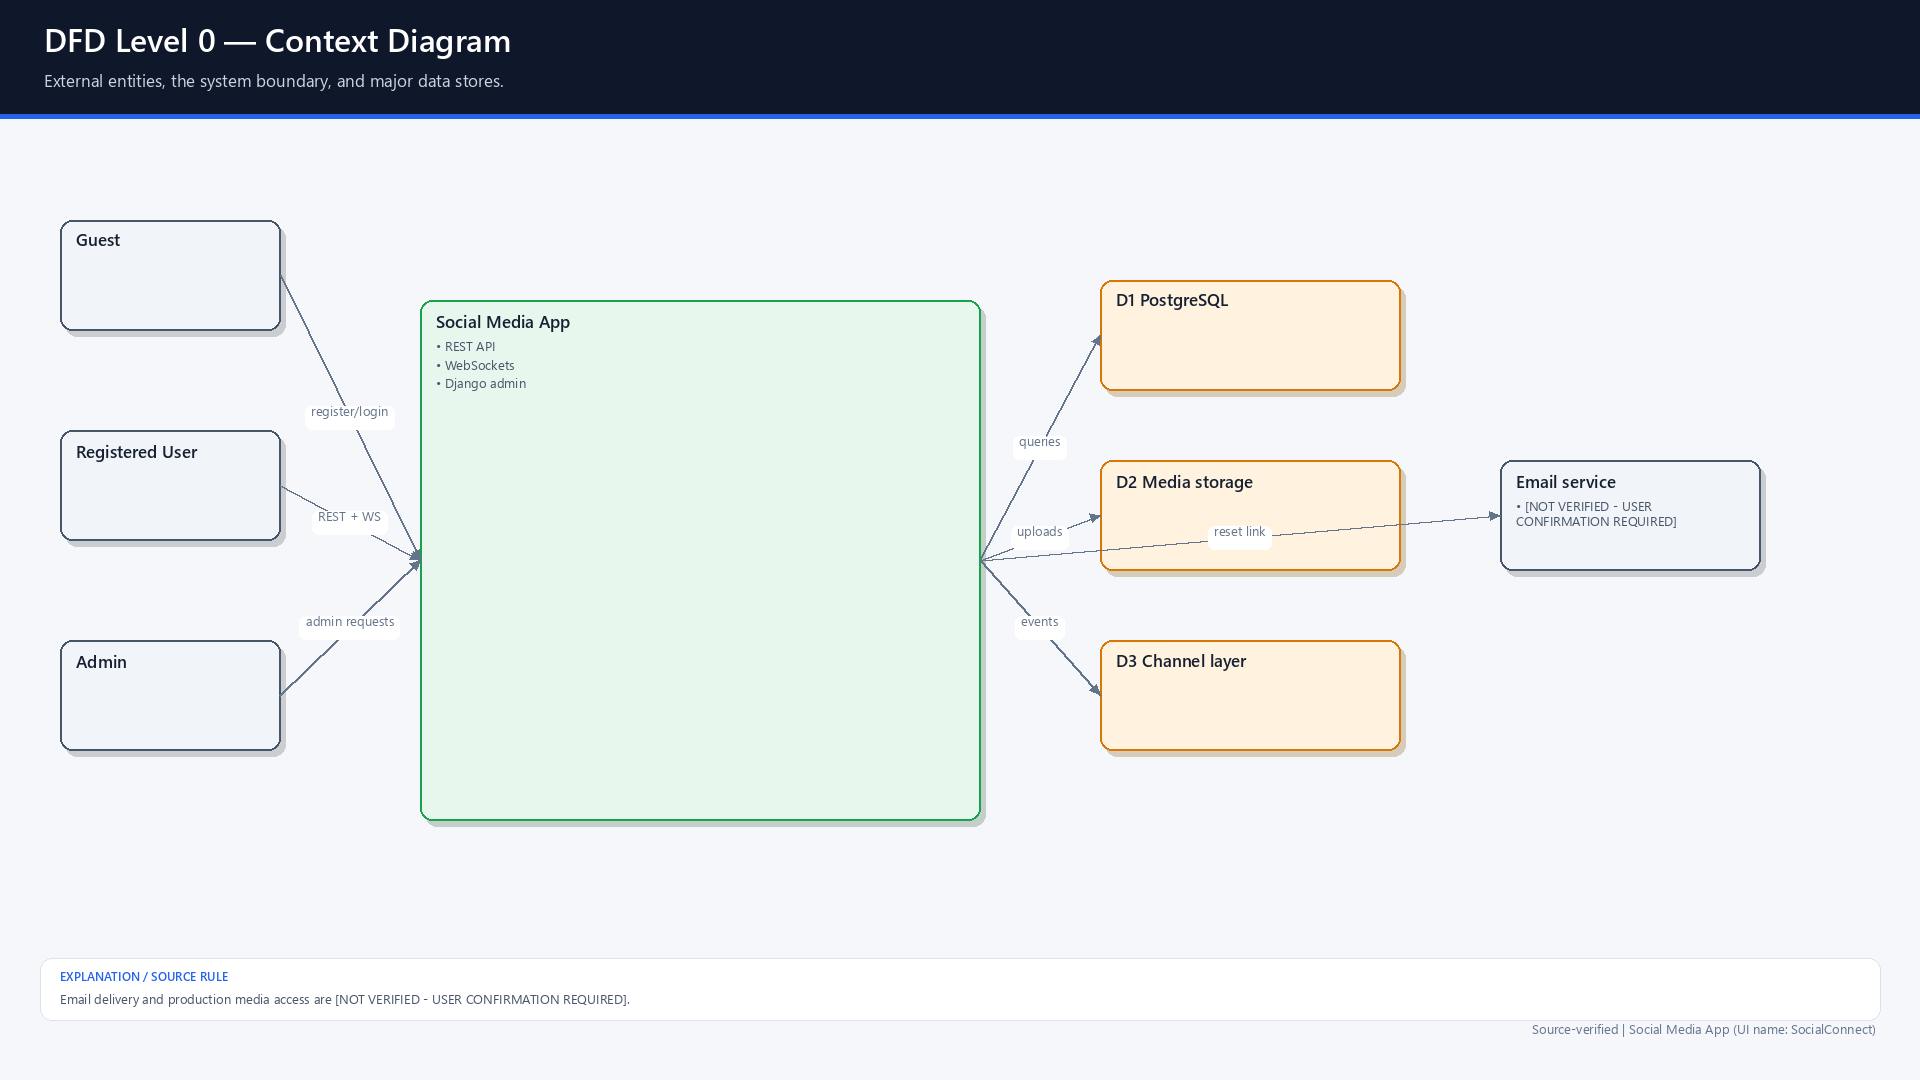 DFD Level 0 — Context Diagram
External entities, the system boundary, and major data stores.
Guest
Registered User
Admin
register/login
REST + WS
admin requests
Social Media App
• REST API
• WebSockets
• Django admin
queries
uploads
reset link
events
D1 PostgreSQL
D2 Media storage
D3 Channel layer
Email service
• [NOT VERIFIED - USER
CONFIRMATION REQUIRED]
EXPLANATION / SOURCE RULE
Email delivery and production media access are [NOT VERIFIED - USER CONFIRMATION REQUIRED].
Source-verified | Social Media App (UI name: SocialConnect)